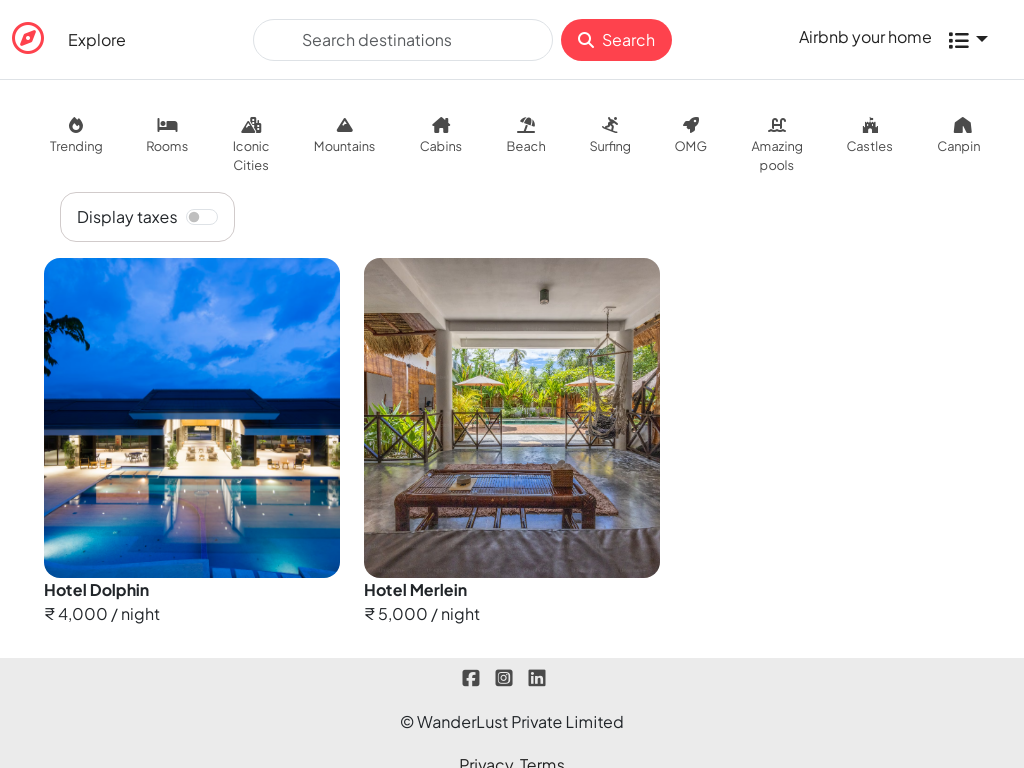 Explore
Search destinations
Search
Airbnb your home
Trending
Rooms
Iconic
Cities
Mountains
Cabins
Beach
Surfing
OMG
Amazing
pools
Castles
Canpin
Display taxes
Hotel Dolphin
₹ 4,000 / night
Hotel Merlein
₹ 5,000 / night
© WanderLust Private Limited
Privacy Terms